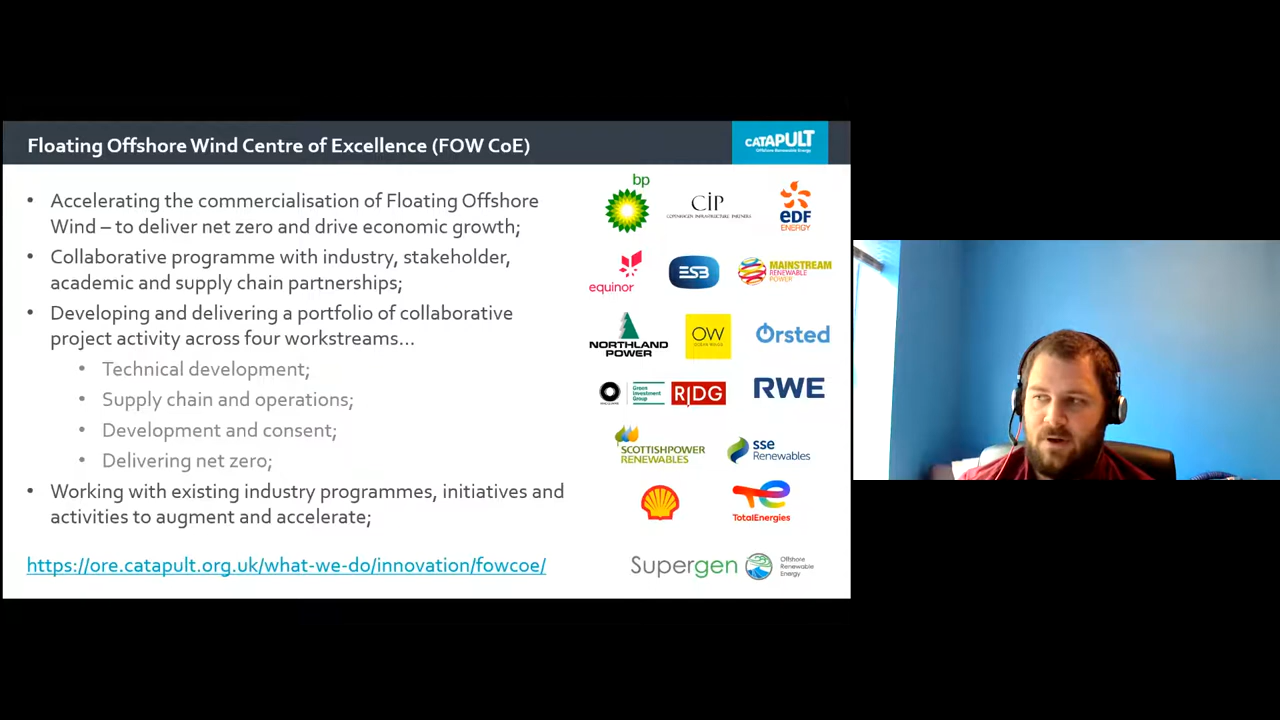 Floating Offshore Wind Centre of Excellence (FOW CoE)
CATAPULT
Offshore Renewable Energy
• Accelerating the commercialisation of Floating Offshore
Wind – to deliver net zero and drive economic growth;
• Collaborative programme with industry, stakeholder,
academic and supply chain partnerships;
• Developing and delivering a portfolio of collaborative
project activity across four workstreams...
• Technical development;
• Supply chain and operations;
• Development and consent;
• Delivering net zero;
• Working with existing industry programmes, initiatives and
activities to augment and accelerate;
https://ore.catapult.org.uk/what-we-do/innovation/fowcoe/
bp
CIP
COPENHAGEN INFRASTRUCTURE PARTNERS
eDF
ENERGY
equinor
ESB
MAINSTREAM
RENEWABLE
POWER
NORTHLAND
POWER
OW
OCEAN WINDS
Ørsted
Green
Investment
Group
R|DG
RWE
SCOTTISHPOWER
RENEWABLES
sse
Renewables
TotalEnergies
Supergen
Offshore
Renewable
Energy